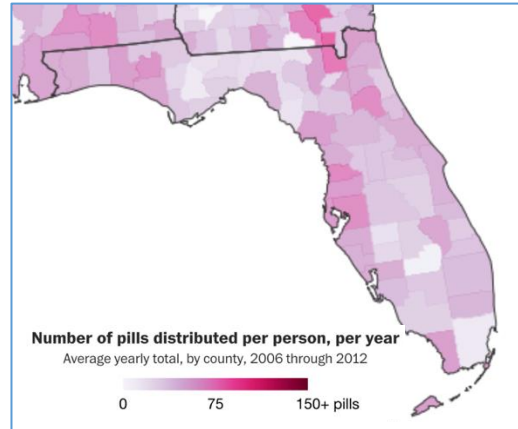 Number of pills distributed per person, per year
Average yearly total, by county, 2006 through 2012
0 75 150+ pills